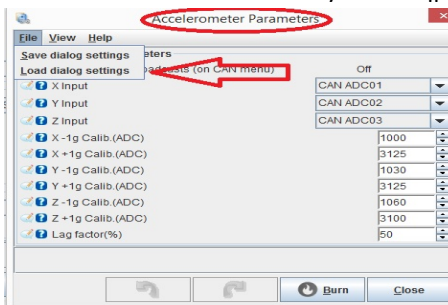 Accelerometer Parameters
File View Help
Save dialog settings
Load dialog settings
(on CAN menu) Off
X Input CAN ADC01
Y Input CAN ADC02
Z Input CAN ADC03
X -1g Calib.(ADC) 1000
X +1g Calib.(ADC) 3125
Y -1g Calib.(ADC) 1030
Y +1g Calib.(ADC) 3125
Z -1g Calib.(ADC) 1060
Z +1g Calib.(ADC) 3100
Lag factor(%) 50
Burn Close